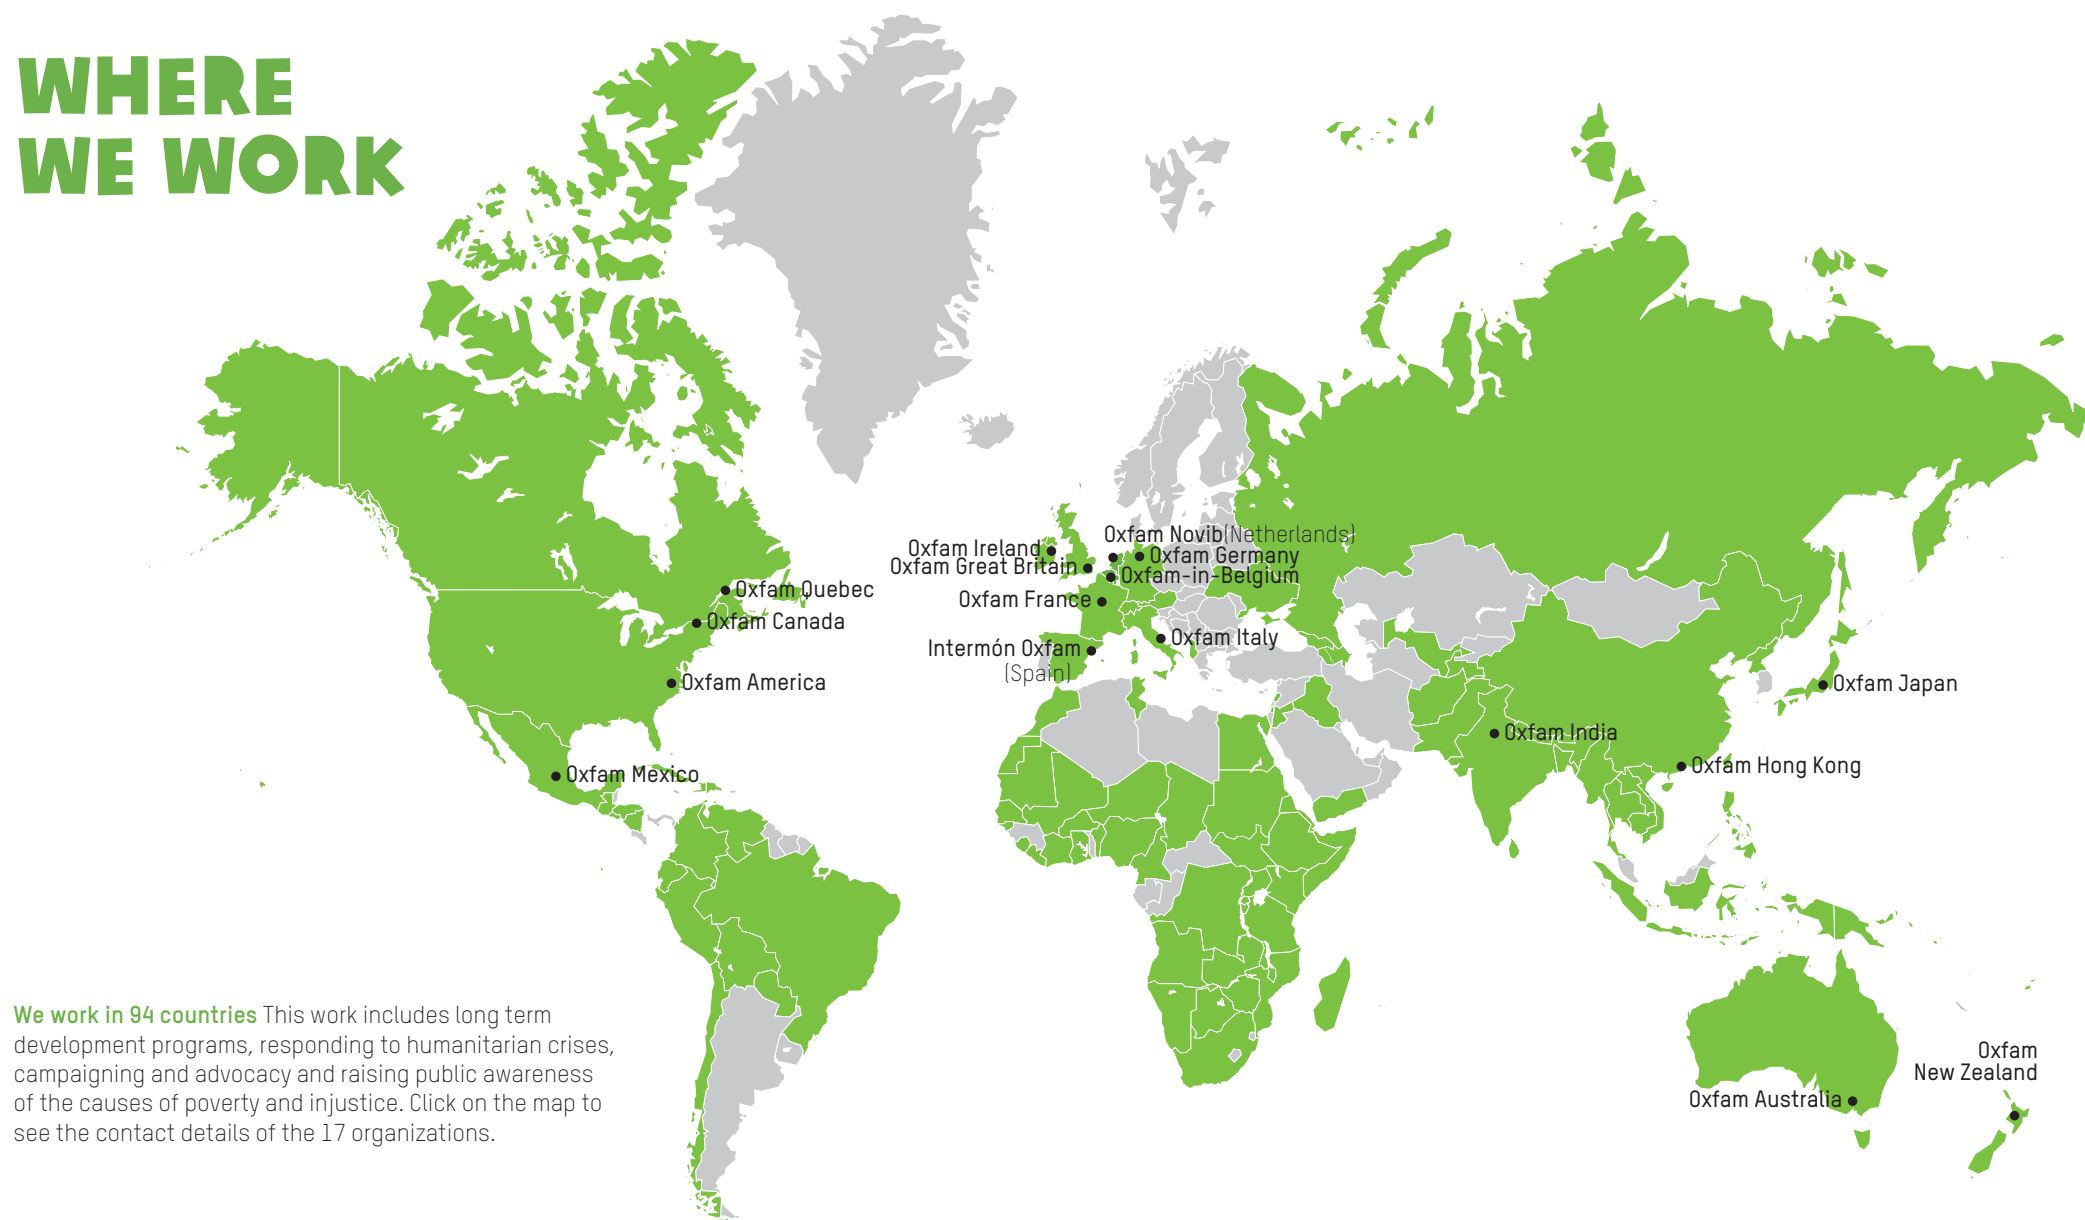 WHERE
WE WORK
Oxfam Ireland
Oxfam Great Britain
Oxfam France
Intermón Oxfam
(Spain)
Oxfam Novib(Netherlands)
Oxfam Germany
Oxfam-in-Belgium
Oxfam Italy
Oxfam Quebec
Oxfam Canada
Oxfam America
Oxfam Mexico
Oxfam Japan
Oxfam India
Oxfam Hong Kong
Oxfam
New Zealand
Oxfam Australia
We work in 94 countries This work includes long term
development programs, responding to humanitarian crises,
campaigning and advocacy and raising public awareness
of the causes of poverty and injustice. Click on the map to
see the contact details of the 17 organizations.